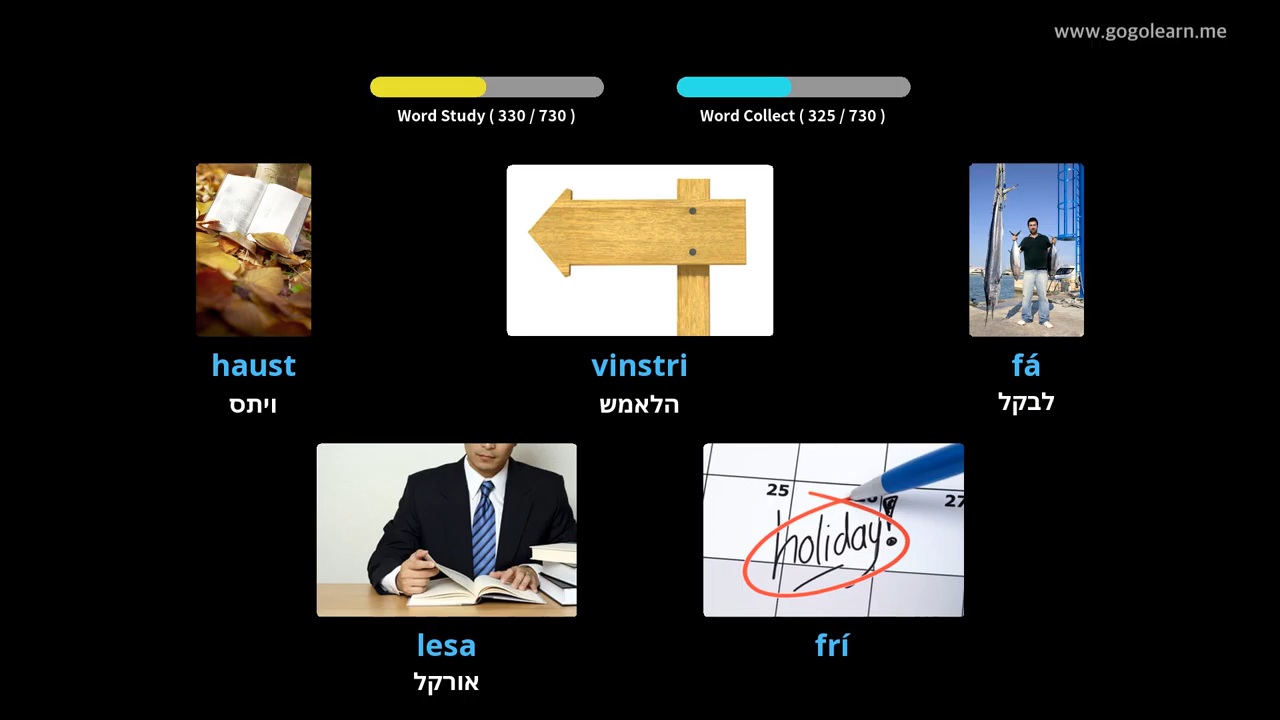 www.gogolearn.me
Word Study ( 330 / 730 )
Word Collect ( 325 / 730 )
haust
ויתס
vinstri
הלאמש
fá
לבקל
25
26
27
holiday!
lesa
אורקל
frí